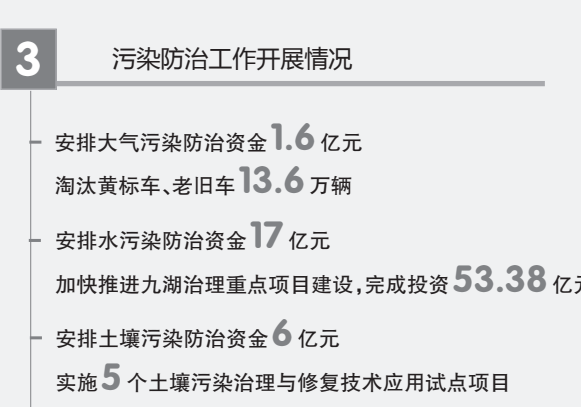 3 污染防治工作开展情况
安排大气污染防治资金1.6亿元
淘汰黄标车、老旧车13.6万辆
安排水污染防治资金17亿元
加快推进九湖治理重点项目建设,完成投资53.38亿
安排土壤污染防治资金6亿元
实施5个土壤污染治理与修复技术应用试点项目